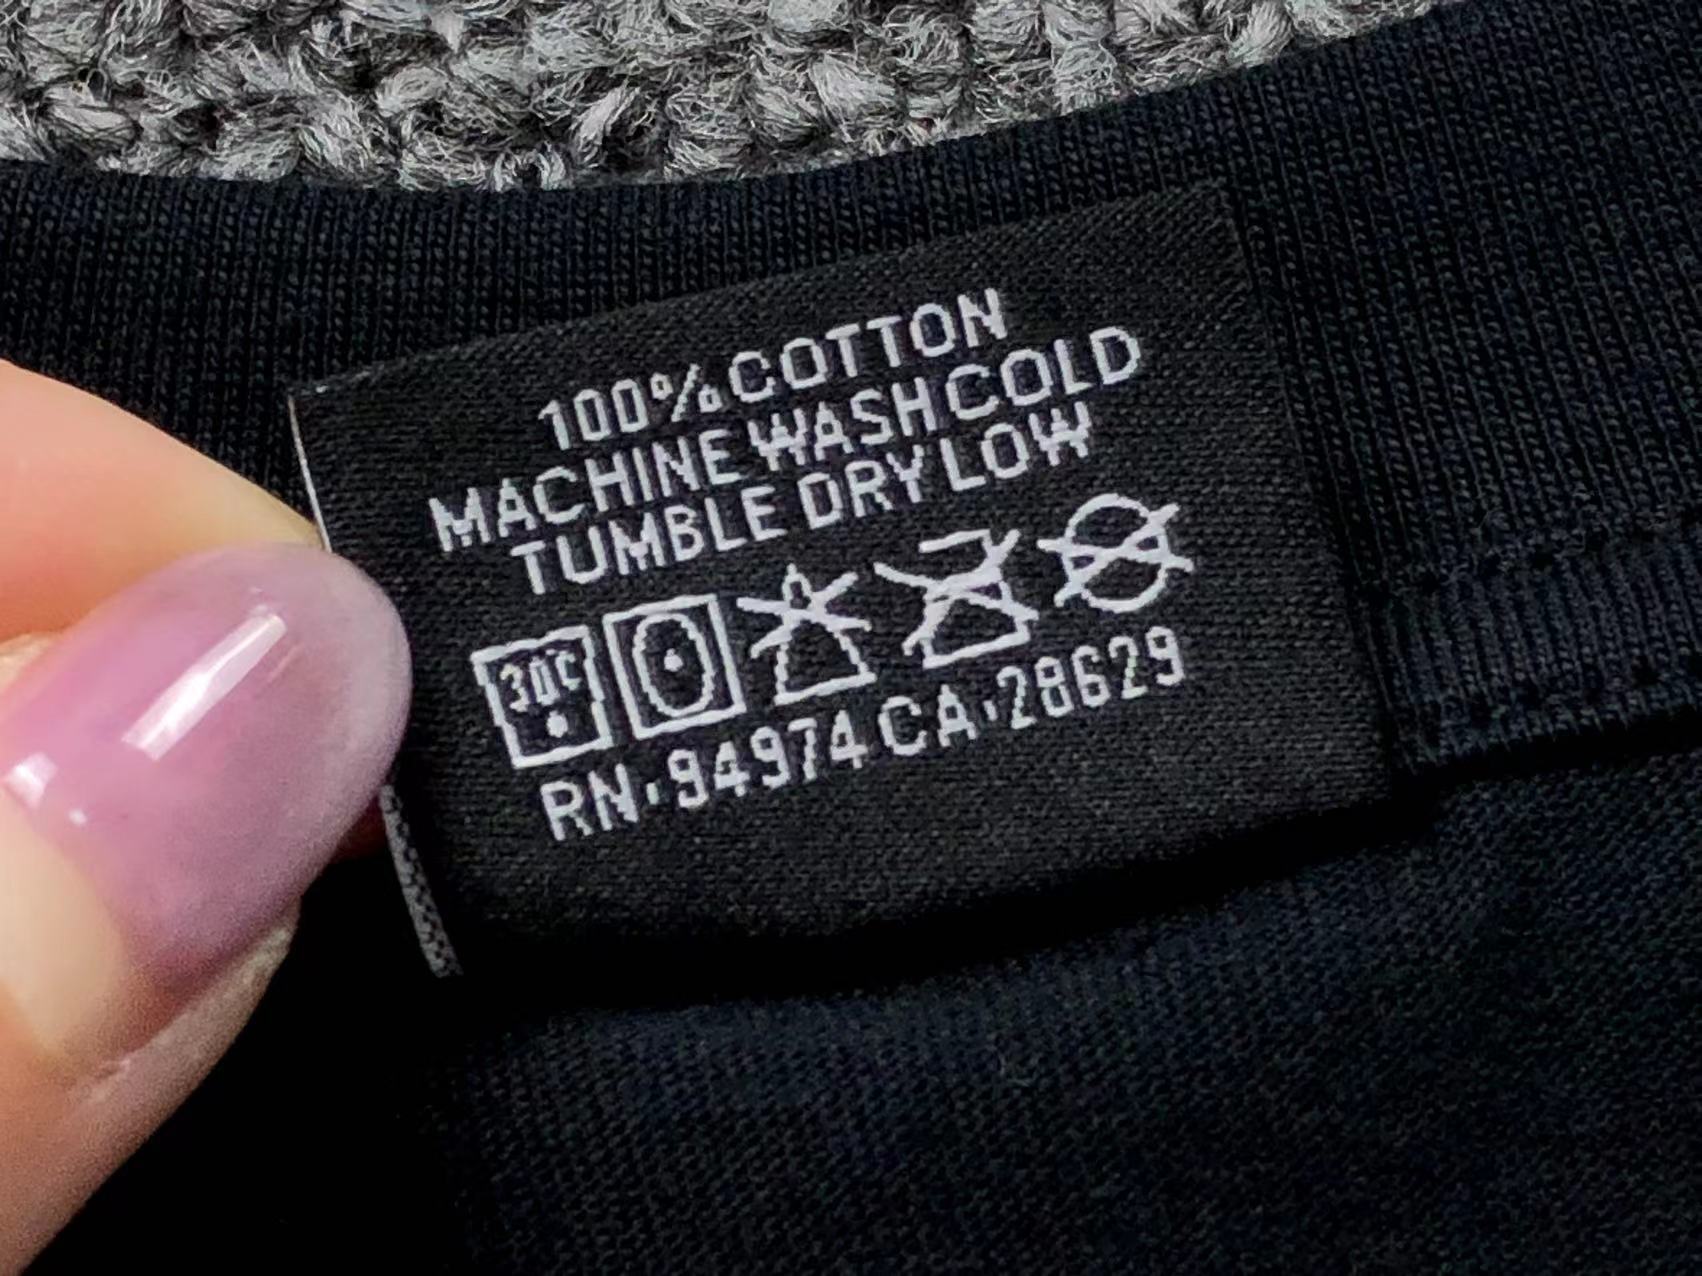 100% COTTON
MACHINE WASH COLD
TUMBLE DRY LOW
30°C
RN·94974 CA·28629